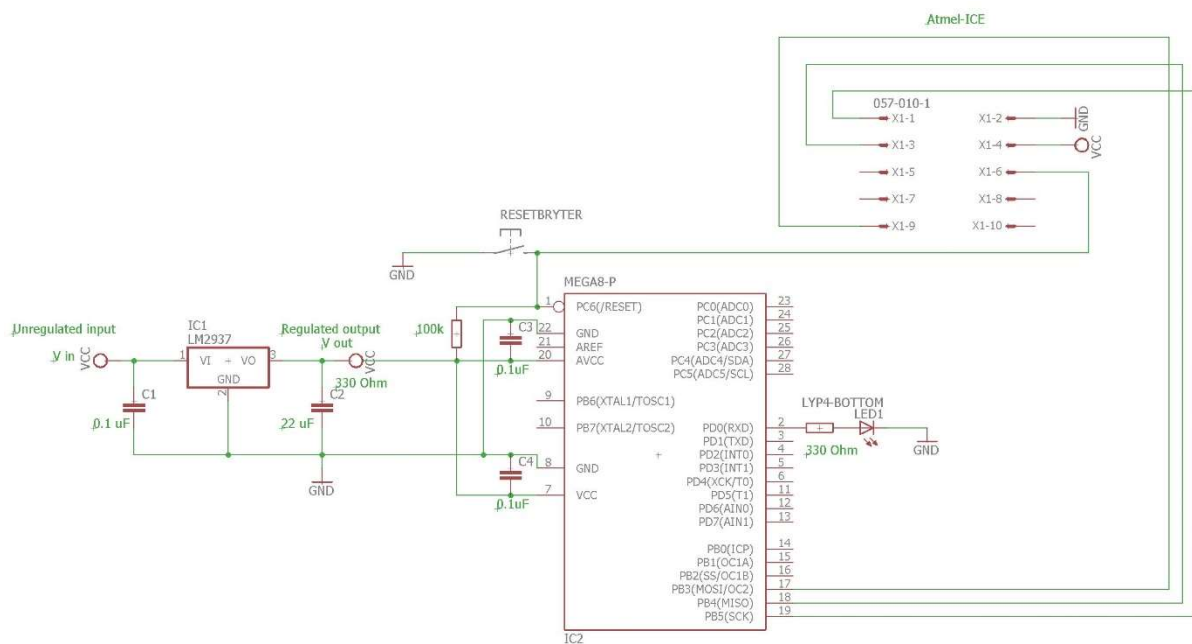 Atmel-ICE
057-010-1
X1-1
X1-2
GND
X1-3
X1-4
VCC
X1-5
X1-6
X1-7
X1-8
X1-9
X1-10
RESETBRYTER
GND
MEGA8-P
1 PC6(/RESET)
22 GND
21 AREF
20 AVCC
9 PB6(XTAL1/TOSC1)
10 PB7(XTAL2/TOSC2)
8 GND
7 VCC
PC0(ADC0) 23
PC1(ADC1) 24
PC2(ADC2) 25
PC3(ADC3) 26
PC4(ADC4/SDA) 27
PC5(ADC5/SCL) 28
PD0(RXD) 2
PD1(TXD) 3
PD2(INT0) 4
PD3(INT1) 5
PD4(XCK/T0) 6
PD5(T1) 11
PD6(AIN0) 12
PD7(AIN1) 13
PB0(ICP) 14
PB1(OC1A) 15
PB2(SS/OC1B) 16
PB3(MOSI/OC2) 17
PB4(MISO) 18
PB5(SCK) 19
IC2
Unregulated input
V in
VCC
IC1
LM2937
1 VI
VO 3
GND
2
Regulated output
V out
VCC
330 Ohm
100k
C3
0.1uF
C1
0.1 uF
C2
22 uF
GND
C4
0.1uF
LYP4-BOTTOM
LED1
330 Ohm
GND